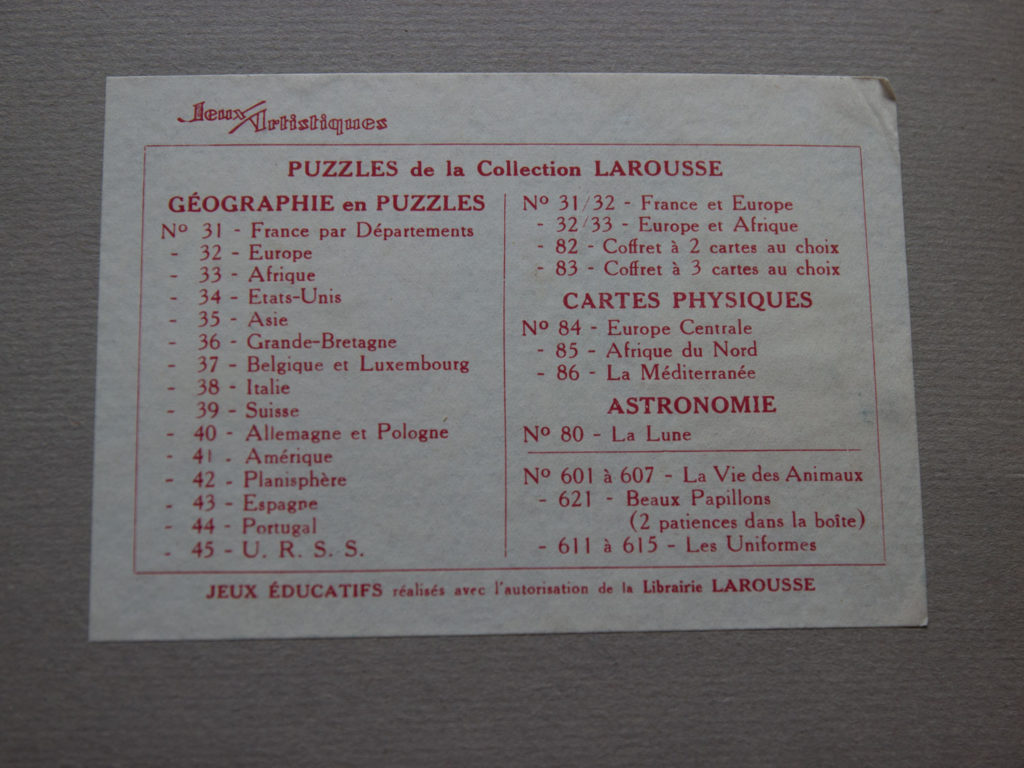 Jeux Artistiques
PUZZLES de la Collection LAROUSSE
GÉOGRAPHIE en PUZZLES
Nº 31 - France par Départements
- 32 - Europe
- 33 - Afrique
- 34 - Etats-Unis
- 35 - Asie
- 36 - Grande-Bretagne
- 37 - Belgique et Luxembourg
- 38 - Italie
- 39 - Suisse
- 40 - Allemagne et Pologne
- 41 - Amérique
- 42 - Planisphère
- 43 - Espagne
- 44 - Portugal
- 45 - U. R. S. S.
Nº 31/32 - France et Europe
- 32/33 - Europe et Afrique
- 82 - Coffret à 2 cartes au choix
- 83 - Coffret à 3 cartes au choix
CARTES PHYSIQUES
Nº 84 - Europe Centrale
- 85 - Afrique du Nord
- 86 - La Méditerranée
ASTRONOMIE
Nº 80 - La Lune
Nº 601 à 607 - La Vie des Animaux
- 621 - Beaux Papillons
(2 patiences dans la boîte)
- 611 à 615 - Les Uniformes
JEUX ÉDUCATIFS réalisés avec l'autorisation de la Librairie LAROUSSE